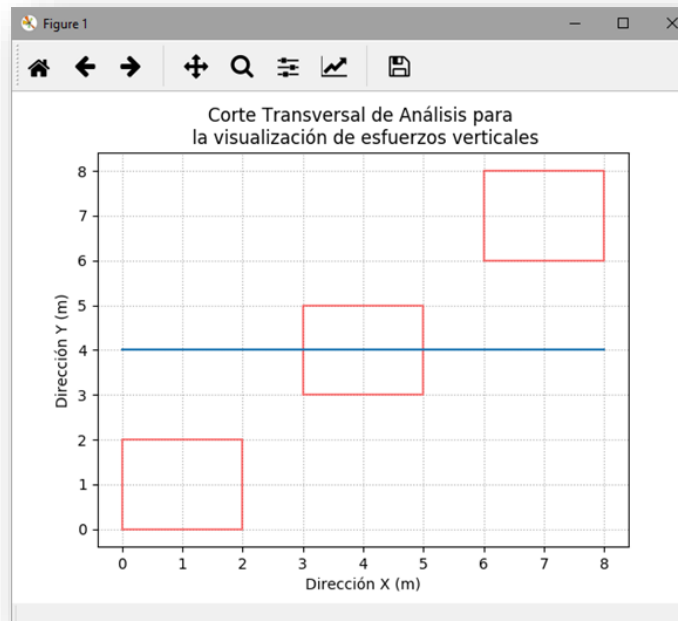 Figure 1
Corte Transversal de Análisis para
la visualización de esfuerzos verticales
8
7
6
5
4
3
2
1
0
Dirección Y (m)
0 1 2 3 4 5 6 7 8
Dirección X (m)